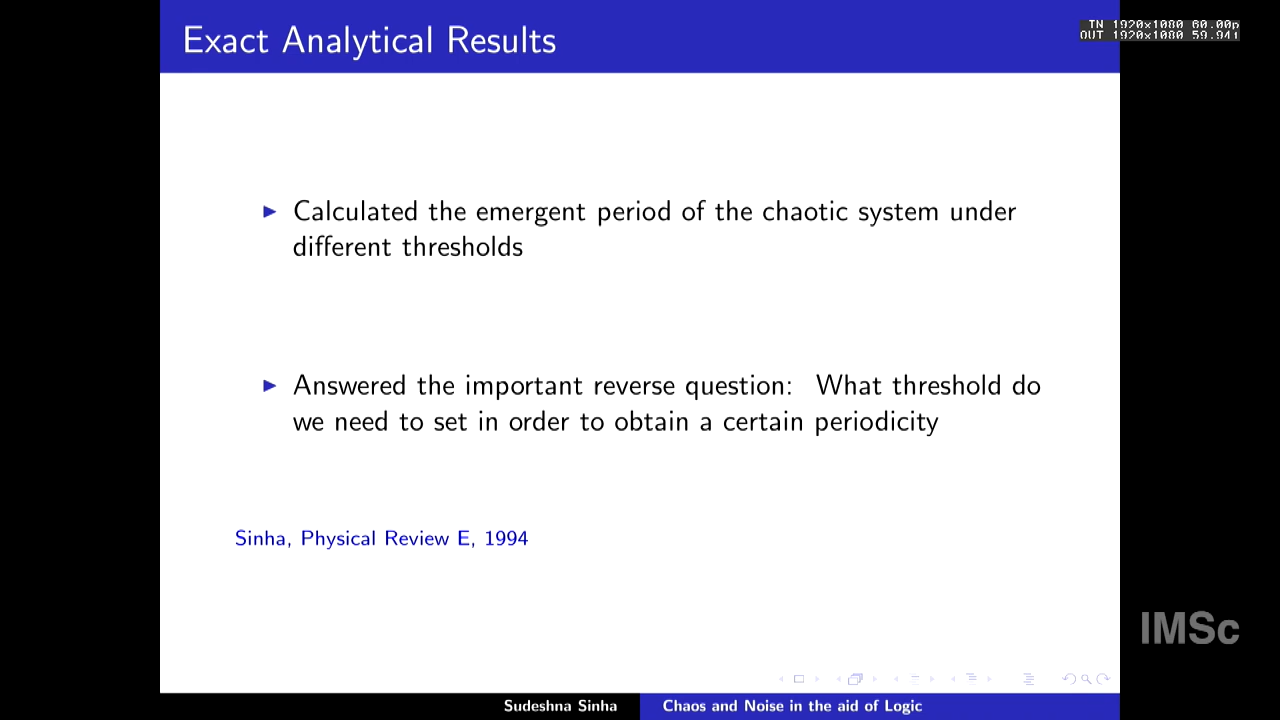 Exact Analytical Results
IN 1920x1080 60.00p
OUT 1920x1080 59.94i
Calculated the emergent period of the chaotic system under
different thresholds
Answered the important reverse question: What threshold do
we need to set in order to obtain a certain periodicity
Sinha, Physical Review E, 1994
IMSc
Sudeshna Sinha
Chaos and Noise in the aid of Logic